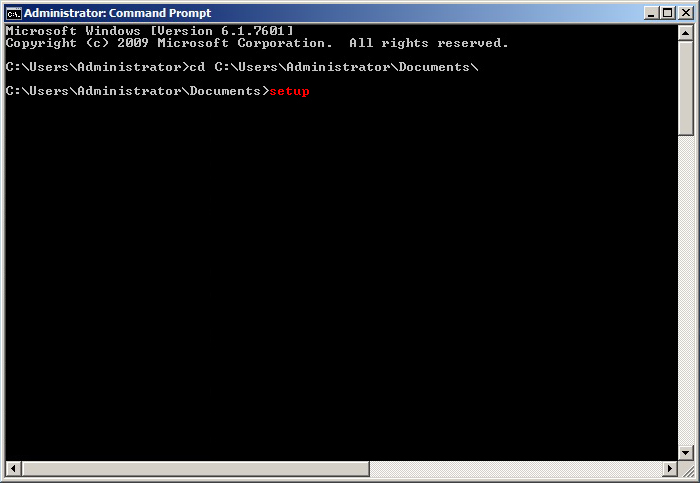 Administrator: Command Prompt
Microsoft Windows [Version 6.1.7601]
Copyright (c) 2009 Microsoft Corporation.  All rights reserved.
C:\Users\Administrator>cd C:\Users\Administrator\Documents\
C:\Users\Administrator\Documents>setup